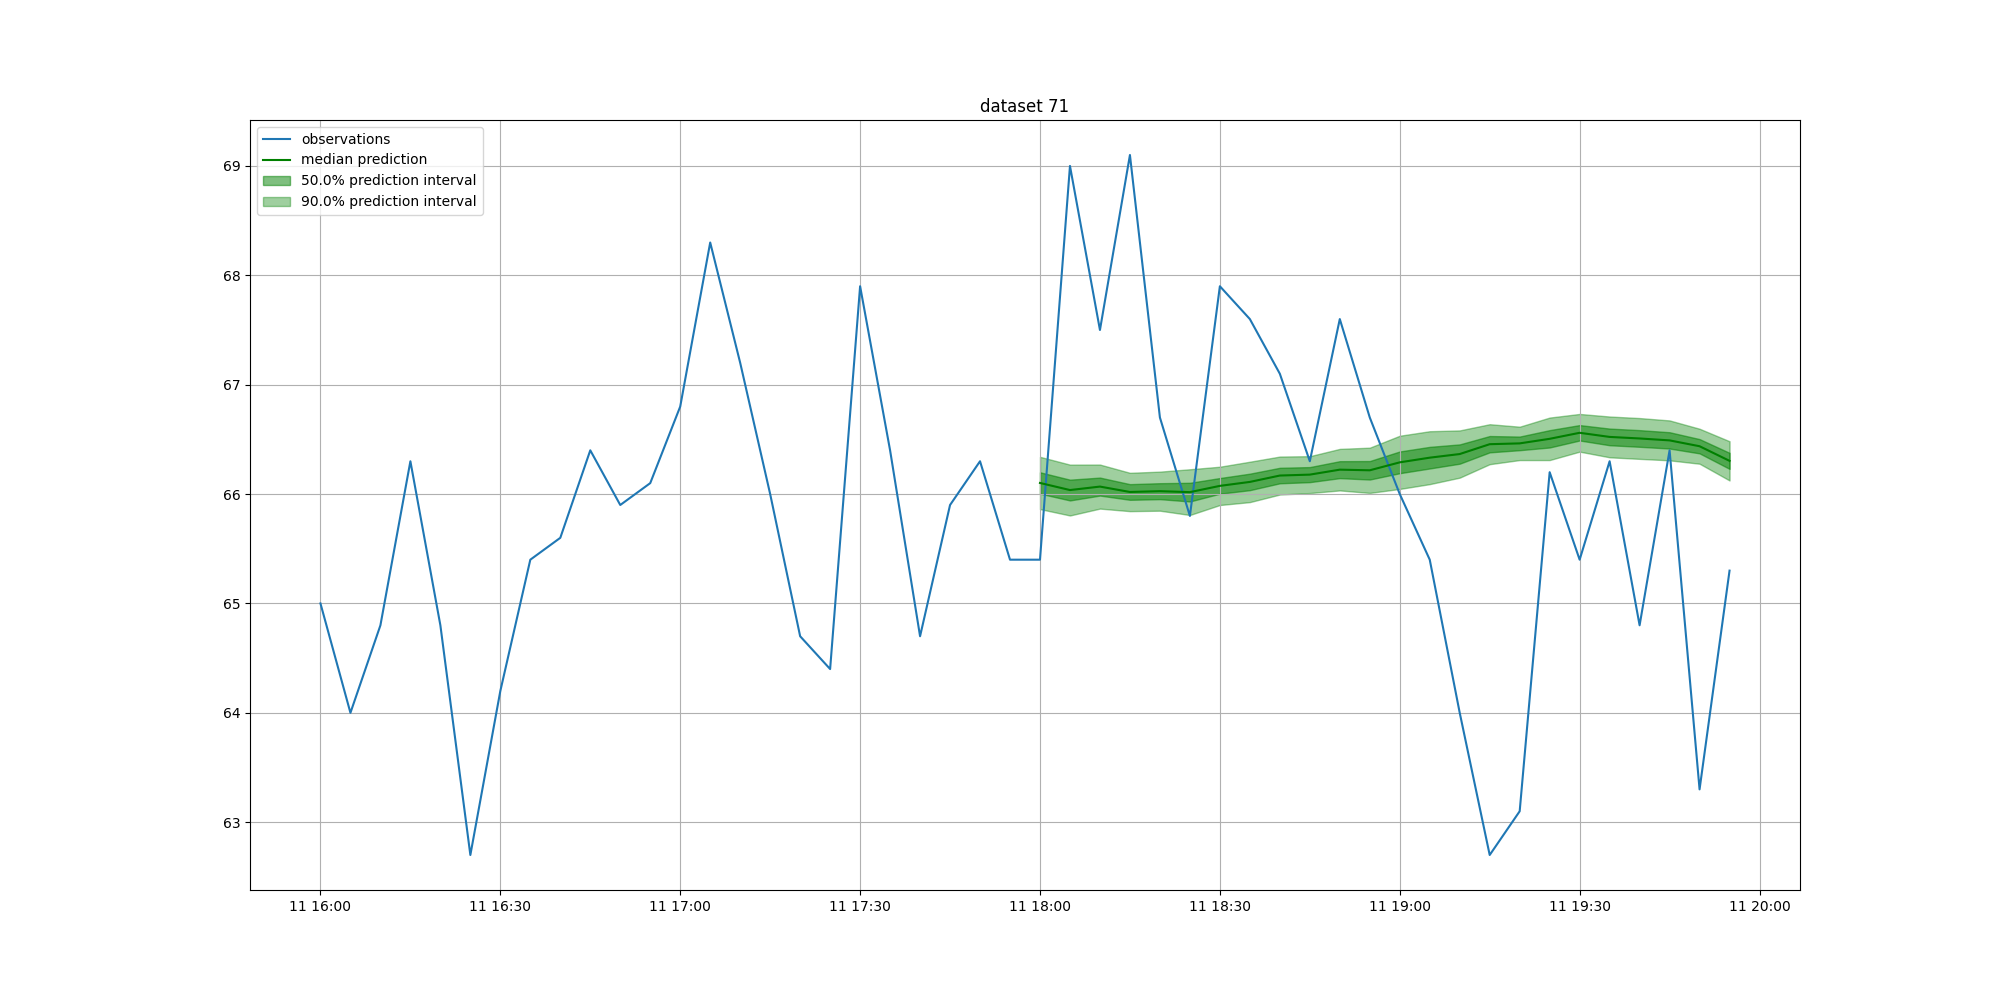 dataset 71
observations
median prediction
50.0% prediction interval
90.0% prediction interval
69
68
67
66
65
64
63
11 16:00 11 16:30 11 17:00 11 17:30 11 18:00 11 18:30 11 19:00 11 19:30 11 20:00